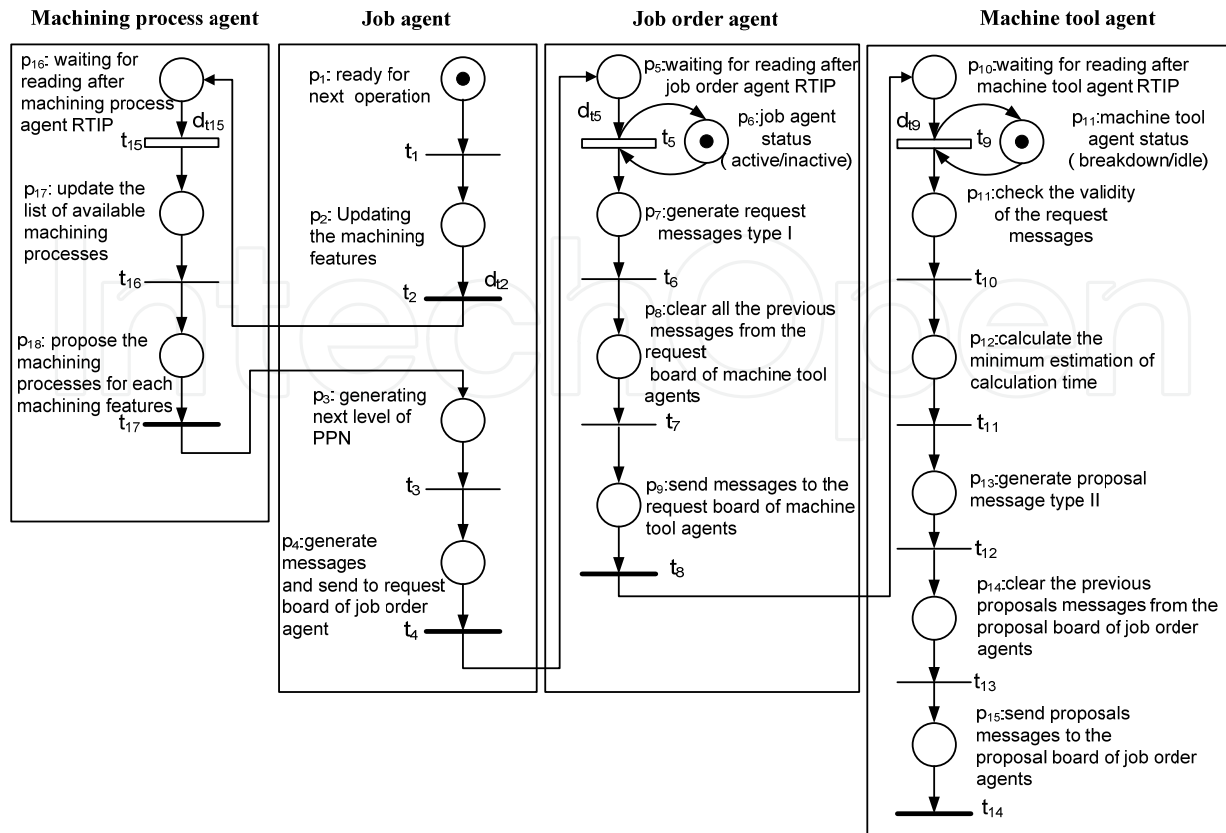 Machining process agent
Job agent
Job order agent
Machine tool agent
p16: waiting for
reading after
machining process
agent RTIP
dt15
t15
p17: update the
list of available
machining
processes
t16
p18: propose the
machining
processes for each
machining features
t17
p1: ready for
next operation
t1
p2: Updating
the machining
features
dt2
t2
p3: generating
next level of
PPN
t3
p4:generate
messages
and send to request
board of job order
agent
t4
p5:waiting for reading after
job order agent RTIP
dt5
t5
p6:job agent
status
( active/inactive)
p7:generate request
messages type I
t6
p8:clear all the previous
messages from the
request
board of machine tool
agents
t7
p9:send messages to the
request board of machine
tool agents
t8
p10:waiting for reading after
machine tool agent RTIP
dt9
t9
p11:machine tool
agent status
( breakdown/idle)
p11:check the validity
of the request
messages
t10
p12:calculate the
minimum estimation of
calculation time
t11
p13:generate proposal
message type II
t12
p14:clear the previous
proposals messages from the
proposal board of job order
agents
t13
p15:send proposals
messages to the
proposal board of job order
agents
t14
IntechOpen